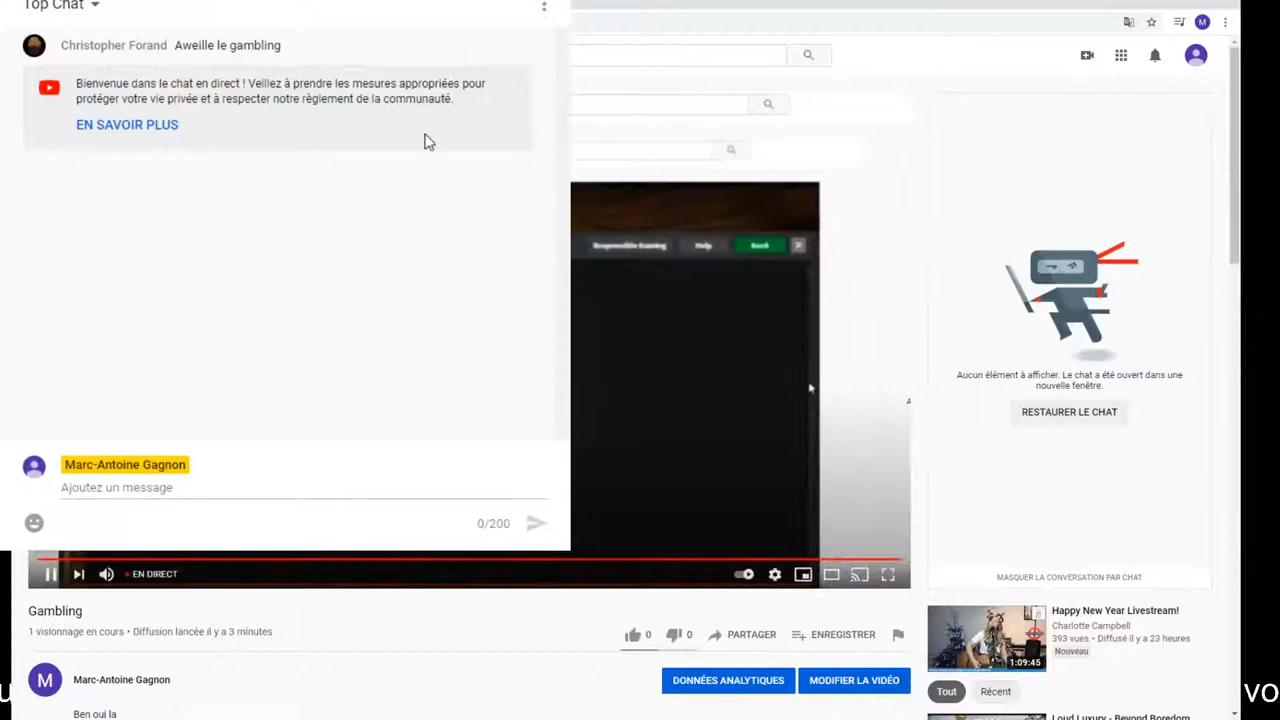 Top Chat
Christopher Forand Aweille le gambling
Bienvenue dans le chat en direct ! Veillez à prendre les mesures appropriées pour
protéger votre vie privée et à respecter notre règlement de la communauté.
EN SAVOIR PLUS
Marc-Antoine Gagnon
Ajoutez un message
0/200
M
Responsible Gaming Help Bank
Aucun élément à afficher. Le chat a été ouvert dans une
nouvelle fenêtre.
RESTAURER LE CHAT
MASQUER LA CONVERSATION PAR CHAT
EN DIRECT
Gambling
1 visionnage en cours • Diffusion lancée il y a 3 minutes
0 0 PARTAGER ENREGISTRER
M Marc-Antoine Gagnon
DONNÉES ANALYTIQUES MODIFIER LA VIDÉO
Ben oui la
Happy New Year Livestream!
Charlotte Campbell
393 vues • Diffusé il y a 23 heures
Nouveau
1:09:45
Tout Récent
Loud Luxury - Beyond Boredom
vo